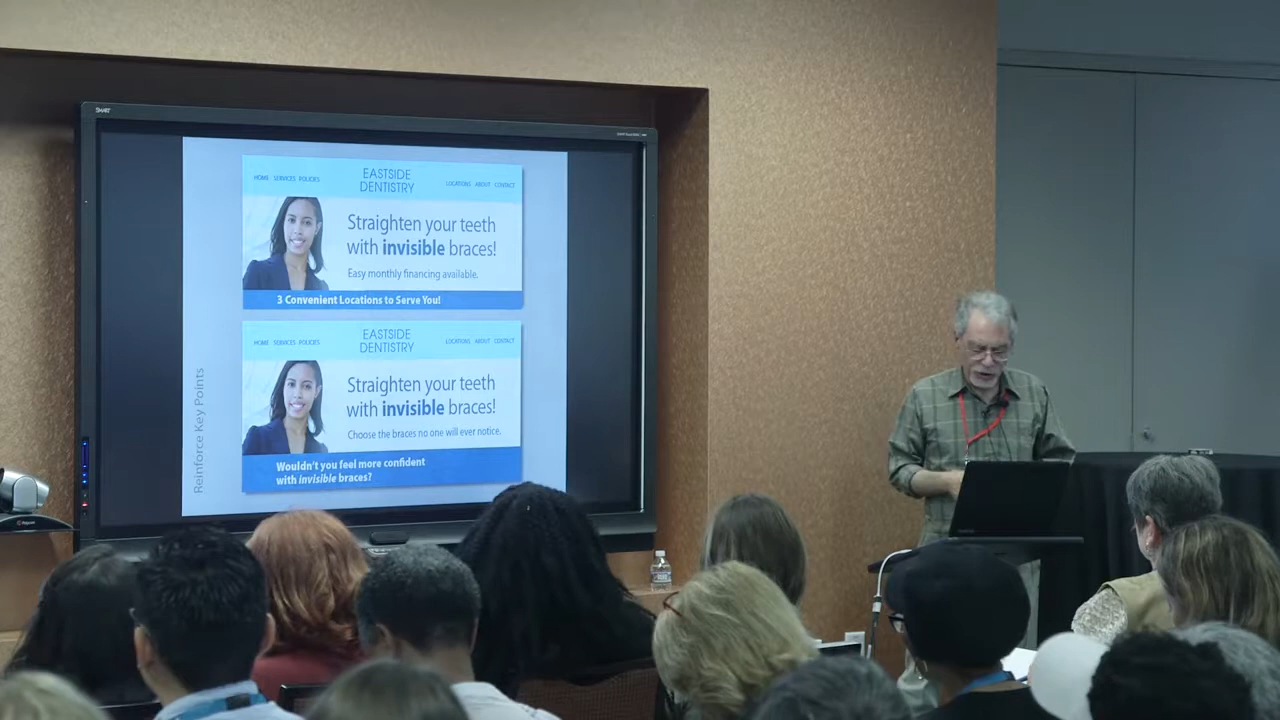 SMART
EASTSIDE
DENTISTRY
HOME SERVICES POLICIES
LOCATIONS ABOUT CONTACT
Straighten your teeth
with invisible braces!
Easy monthly financing available.
3 Convenient Locations to Serve You!
EASTSIDE
DENTISTRY
HOME SERVICES POLICIES
LOCATIONS ABOUT CONTACT
Straighten your teeth
with invisible braces!
Choose the braces no one will ever notice.
Wouldn't you feel more confident
with invisible braces?
Reinforce Key Points